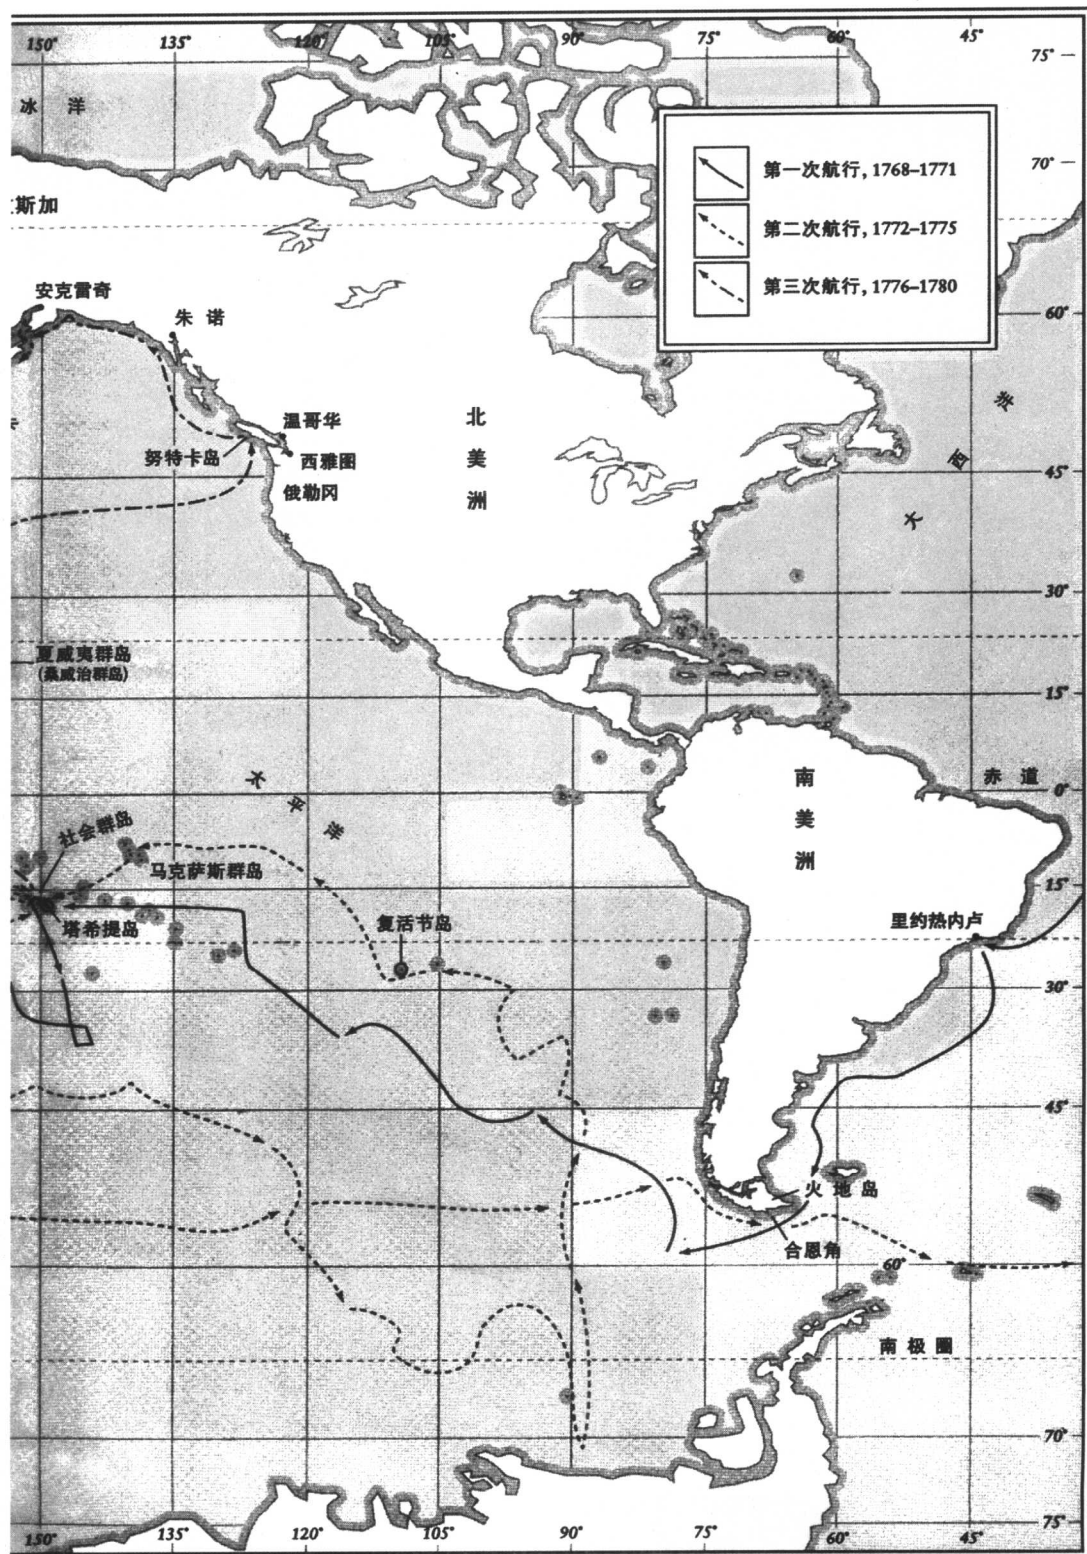 150° 135° 120° 105° 90° 75° 60° 45°
75°
冰 洋
70°
第一次航行, 1768–1771
第二次航行, 1772–1775
第三次航行, 1776–1780
斯加
安克雷奇
朱 诺
60°
温哥华
努特卡岛
西雅图
俄勒冈
北美洲
大西洋
45°
30°
夏威夷群岛
(桑威治群岛)
15°
太平洋
南美洲
赤 道
0°
社会群岛
马克萨斯群岛
15°
塔希提岛
复活节岛
里约热内卢
30°
45°
火地岛
合恩角
60°
南极圈
70°
150° 135° 120° 105° 90° 75° 60° 45°
75°